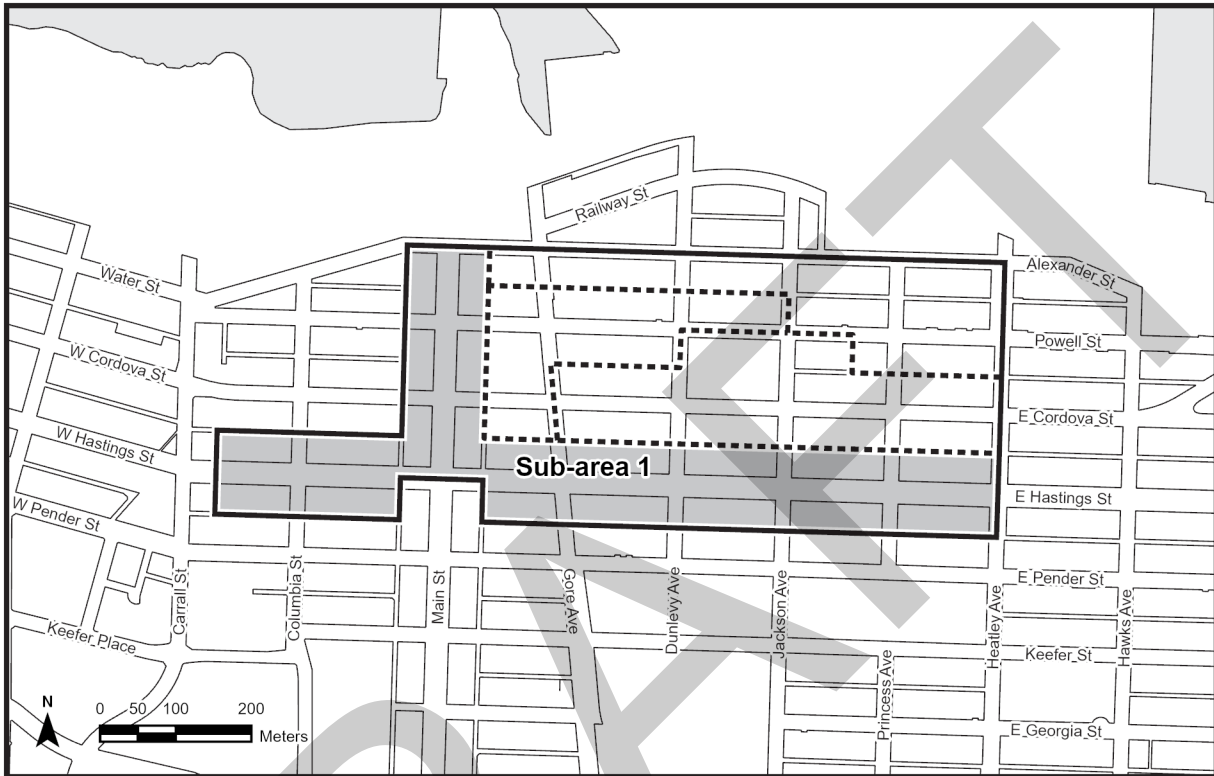 Railway St
Alexander St
Water St
Powell St
W Cordova St
E Cordova St
W Hastings St
Sub-area 1
E Hastings St
W Pender St
E Pender St
Carrall St
Columbia St
Main St
Gore Ave
Dunlevy Ave
Jackson Ave
Princess Ave
Heatley Ave
Hawks Ave
Keefer Place
Keefer St
E Georgia St
N
0 50 100 200
Meters
DRAFT